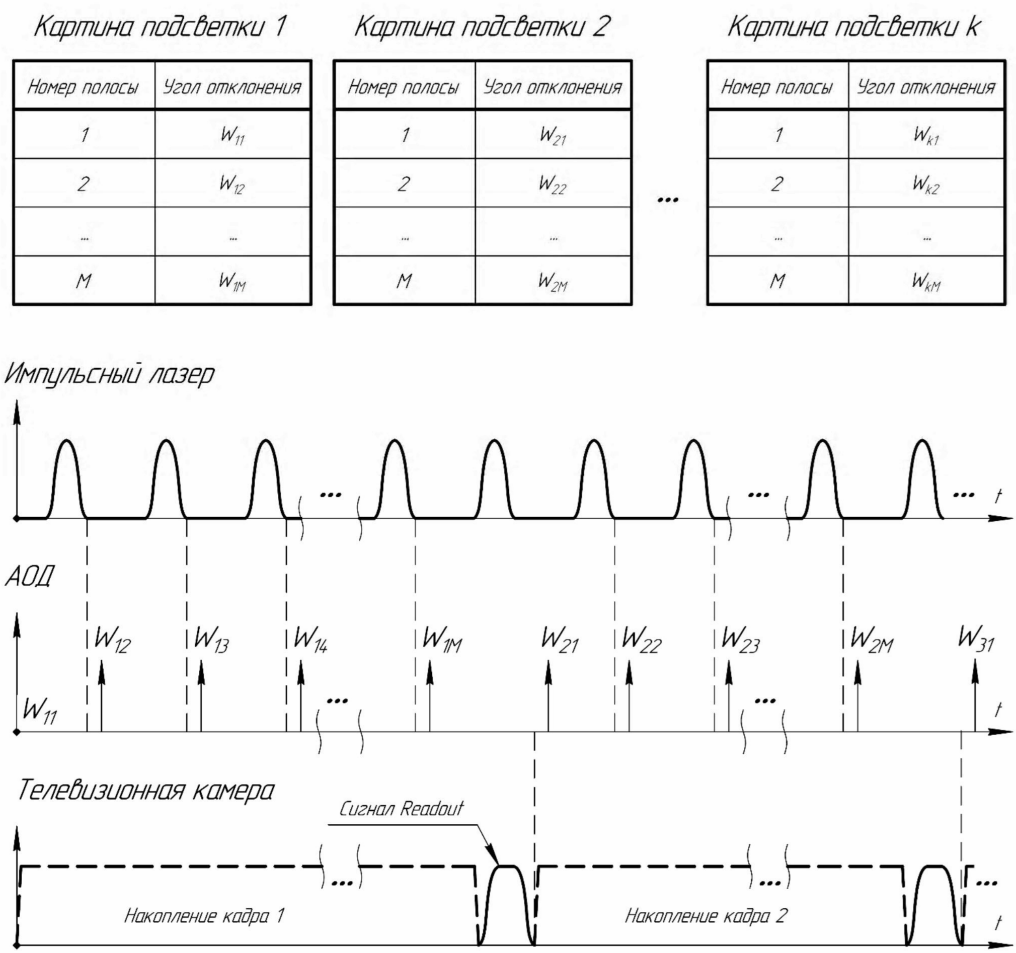 Картина подсветки 1
Номер полосы Угол отклонения
1 W11
2 W12
... ...
M W1M
Картина подсветки 2
Номер полосы Угол отклонения
1 W21
2 W22
... ...
M W2M
...
Картина подсветки k
Номер полосы Угол отклонения
1 Wk1
2 Wk2
... ...
M WkM
Импульсный лазер
... ... ... t
АОД
W12 W13 W14 W1M W21 W22 W23 W2M W31
W11 ... ... t
Телевизионная камера
Сигнал Readout
... ... ...
Накопление кадра 1 Накопление кадра 2 t